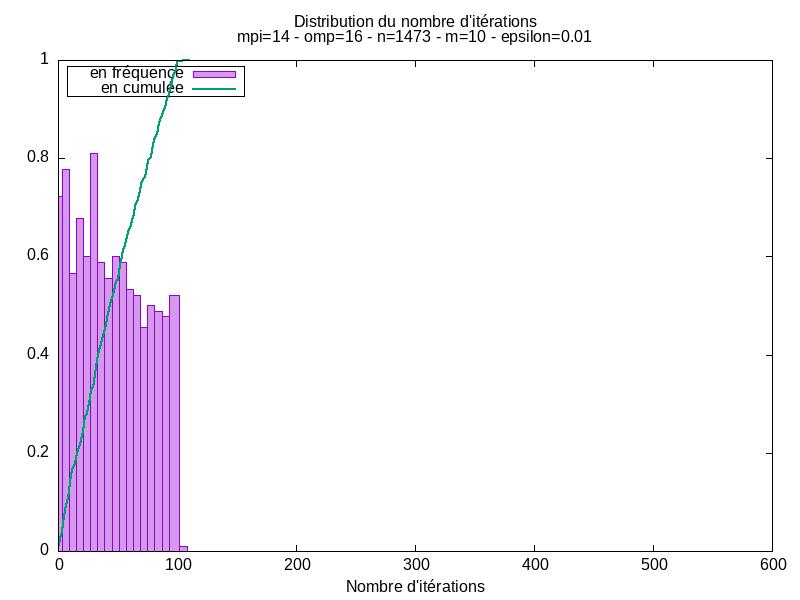 Distribution du nombre d'itérations
mpi=14 - omp=16 - n=1473 - m=10 - epsilon=0.01
en fréquence
en cumulée
1
0.8
0.6
0.4
0.2
0
0 100 200 300 400 500 600
Nombre d'itérations